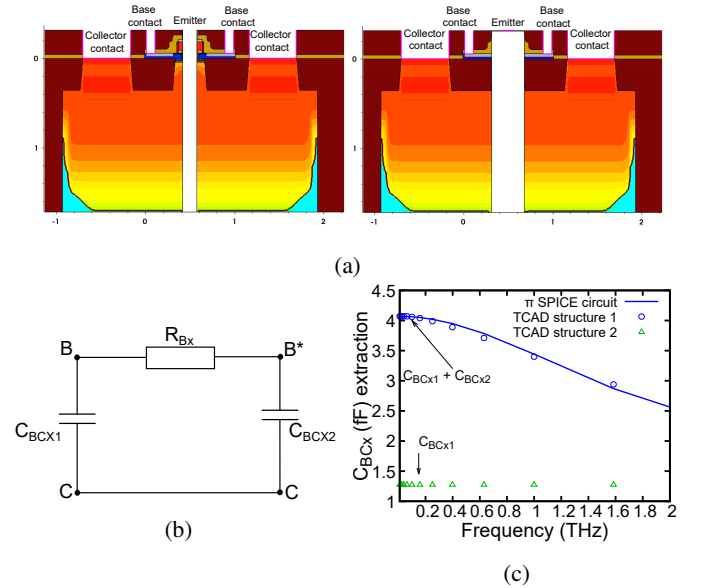 Base contact Emitter Base contact
Collector contact Collector contact
0
1
-1 0 1 2
Base contact Emitter Base contact
Collector contact Collector contact
0
1
-1 0 1 2
(a)
R_Bx
B B*
C_BCX1 C_BCX2
C C
(b)
4.5
4
3.5
3
2.5
2
1.5
1
C_BCx (fF) extraction
π SPICE circuit
TCAD structure 1
TCAD structure 2
C_BCx1 + C_BCx2
C_BCx1
0.2 0.4 0.6 0.8 1 1.2 1.4 1.6 1.8 2
Frequency (THz)
(c)